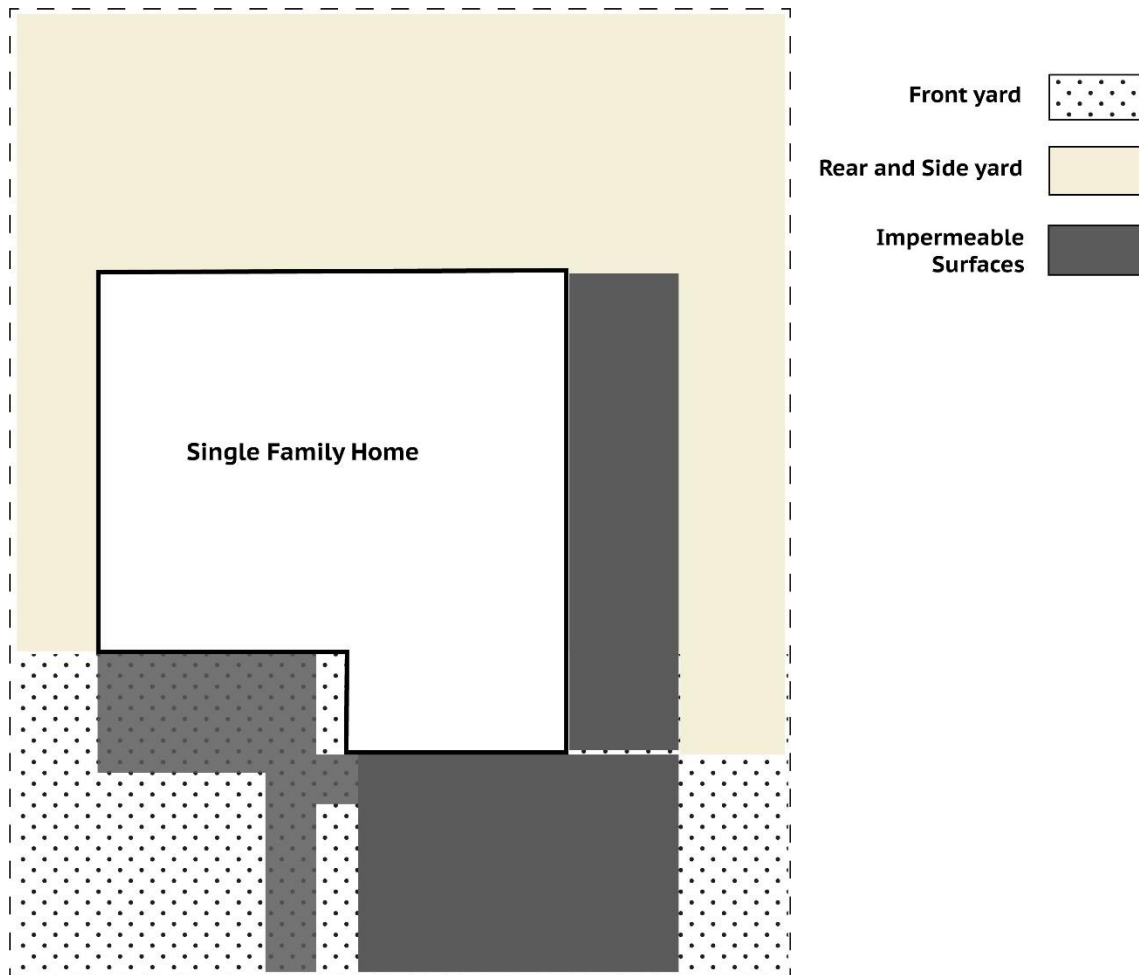 Front yard
Rear and Side yard
Impermeable
Surfaces
Single Family Home